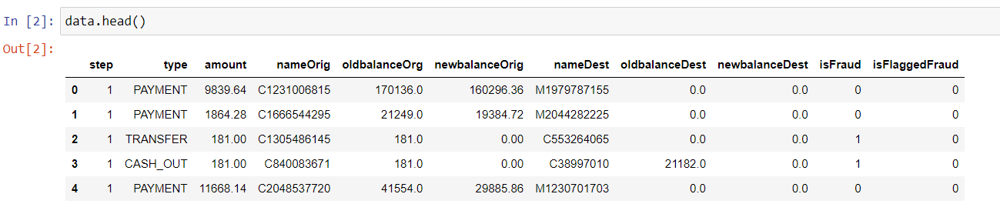 In [2]: data.head()
Out[2]:
step type amount nameOrig oldbalanceOrg newbalanceOrig nameDest oldbalanceDest newbalanceDest isFraud isFlaggedFraud
0 1 PAYMENT 9839.64 C1231006815 170136.0 160296.36 M1979787155 0.0 0.0 0 0
1 1 PAYMENT 1864.28 C1666544295 21249.0 19384.72 M2044282225 0.0 0.0 0 0
2 1 TRANSFER 181.00 C1305486145 181.0 0.00 C553264065 0.0 0.0 1 0
3 1 CASH_OUT 181.00 C840083671 181.0 0.00 C38997010 21182.0 0.0 1 0
4 1 PAYMENT 11668.14 C2048537720 41554.0 29885.86 M1230701703 0.0 0.0 0 0